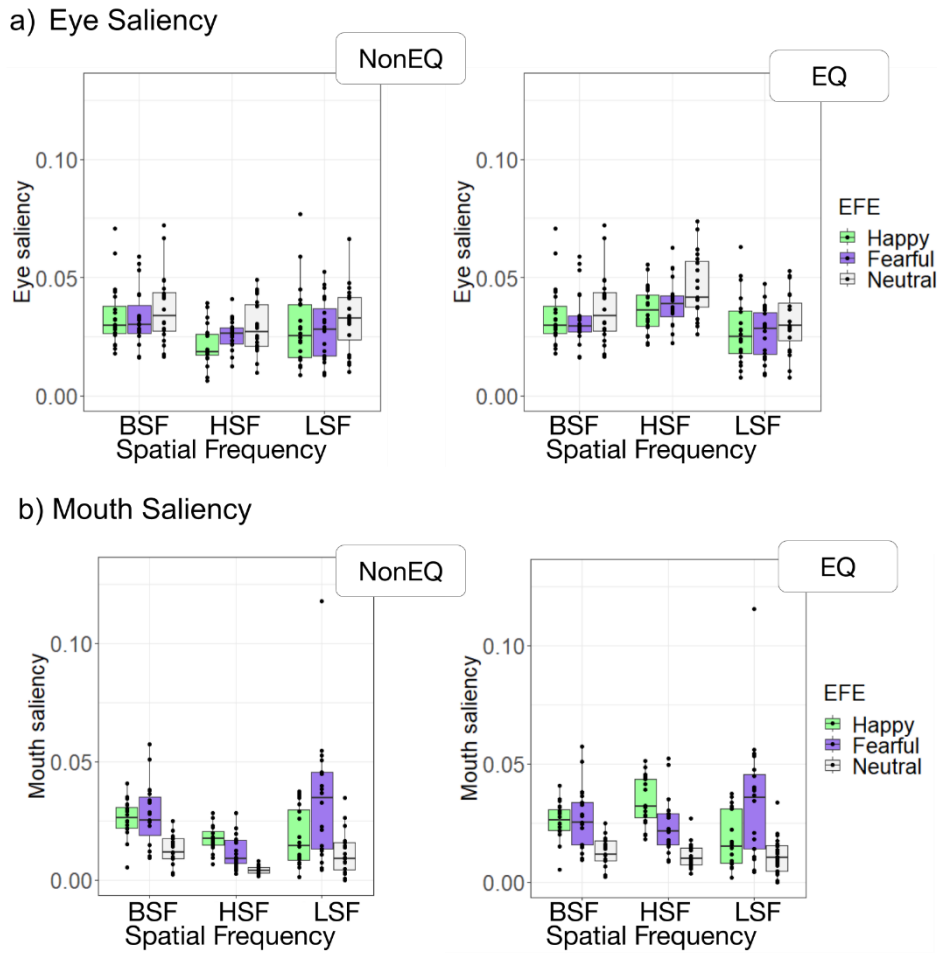 a) Eye Saliency
NonEQ
EQ
Eye saliency
0.10
0.05
0.00
BSF HSF LSF
Spatial Frequency
Eye saliency
0.10
0.05
0.00
BSF HSF LSF
Spatial Frequency
EFE
Happy
Fearful
Neutral
b) Mouth Saliency
NonEQ
EQ
Mouth saliency
0.10
0.05
0.00
BSF HSF LSF
Spatial Frequency
Mouth saliency
0.10
0.05
0.00
BSF HSF LSF
Spatial Frequency
EFE
Happy
Fearful
Neutral